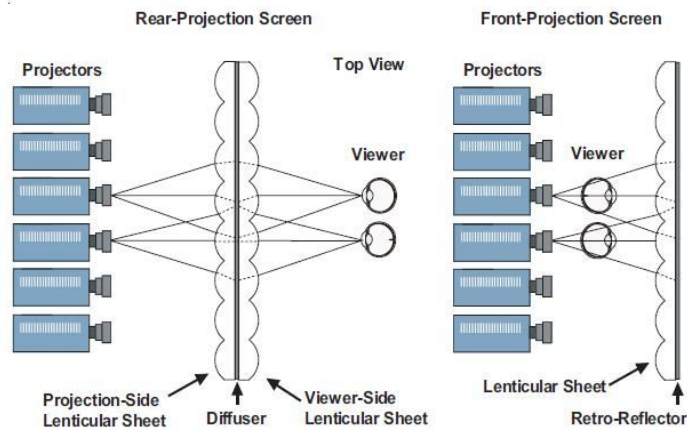 Rear-Projection Screen
Projectors
Top View
Viewer
Projection-Side
Lenticular Sheet
Diffuser
Viewer-Side
Lenticular Sheet
Front-Projection Screen
Projectors
Viewer
Lenticular Sheet
Retro-Reflector